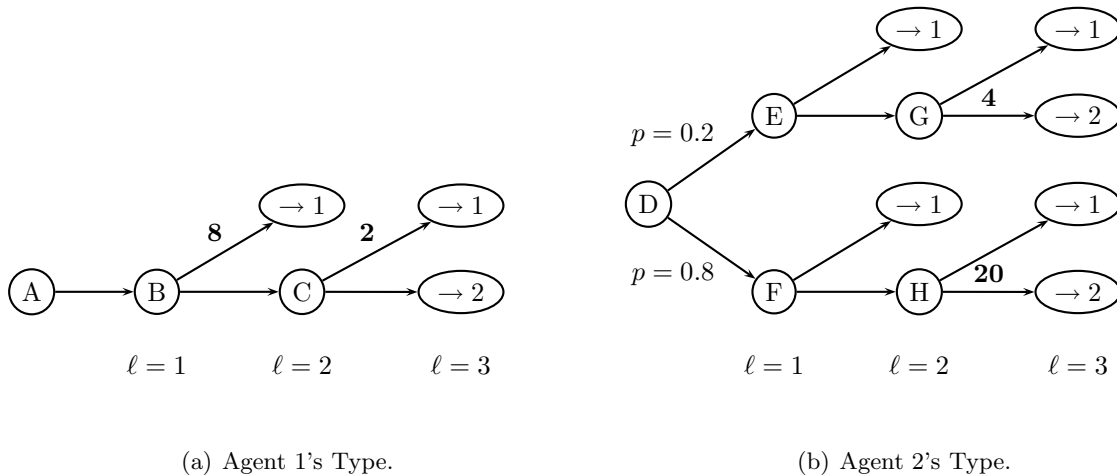 → 1
→ 1
E
G
4
→ 2
p = 0.2
D
→ 1
→ 1
8
2
→ 1
→ 1
p = 0.8
20
A
B
C
→ 2
F
H
→ 2
ℓ = 1
ℓ = 2
ℓ = 3
ℓ = 1
ℓ = 2
ℓ = 3
(a) Agent 1's Type.
(b) Agent 2's Type.